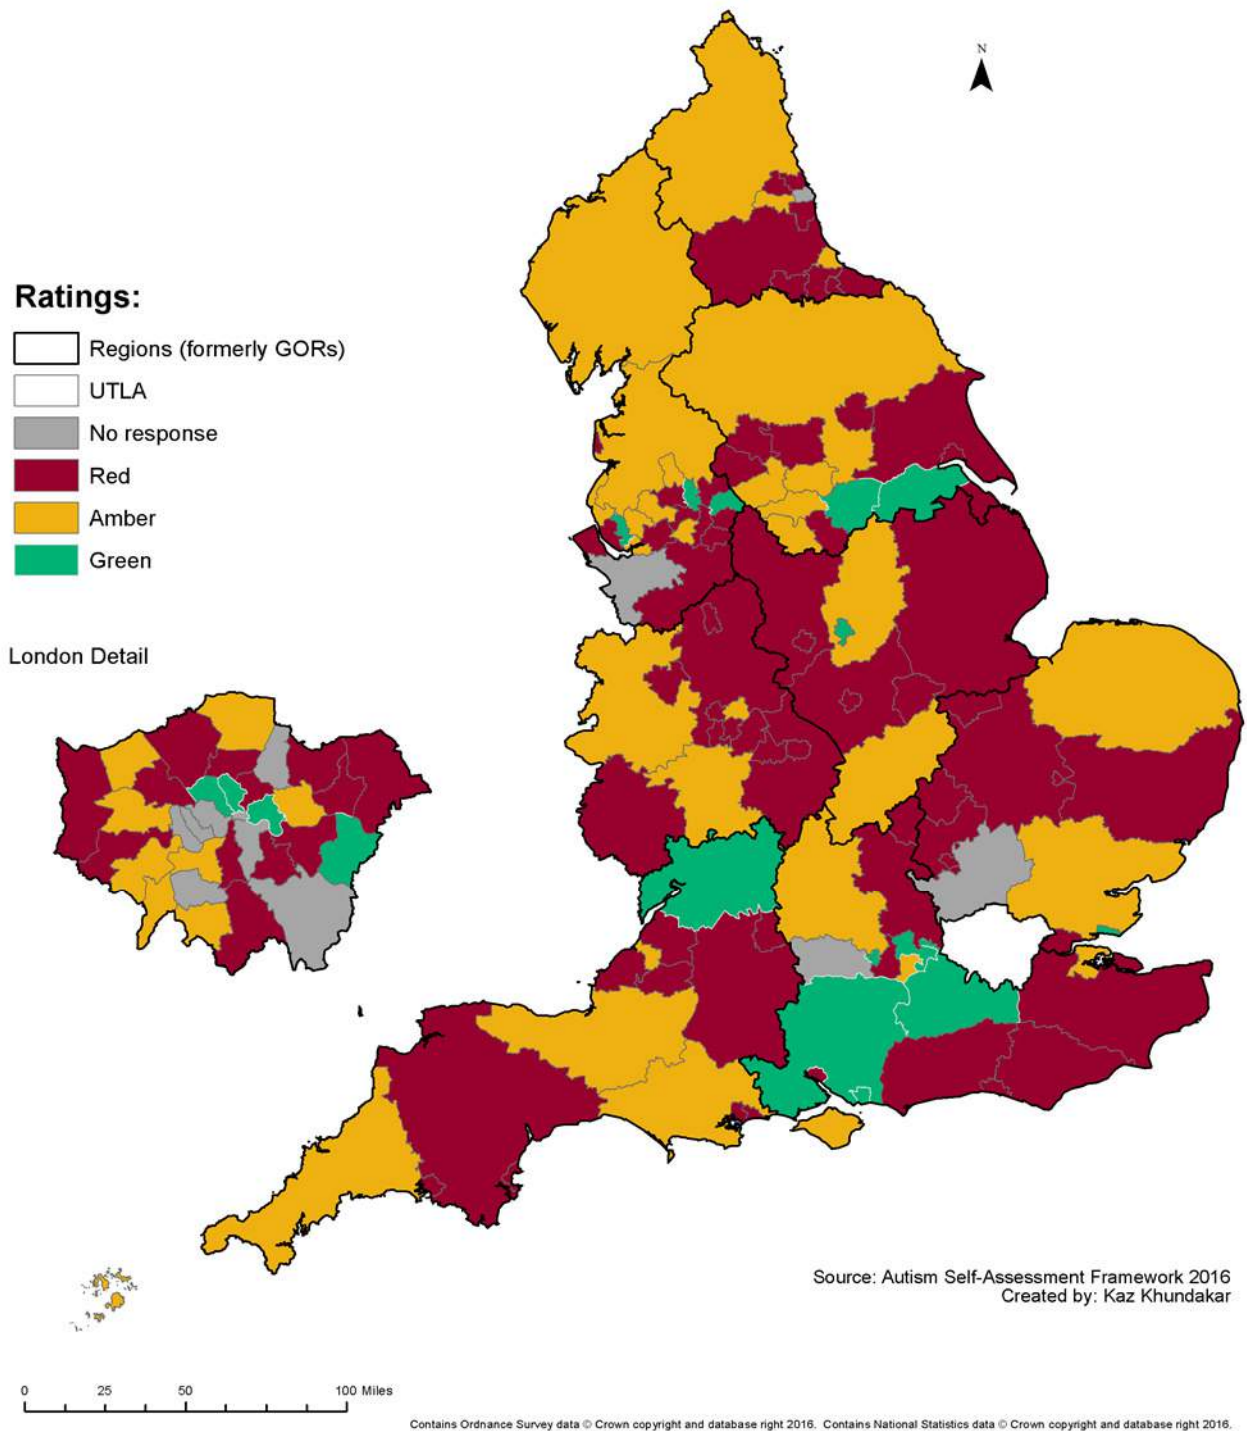 N
Ratings:
Regions (formerly GORs)
UTLA
No response
Red
Amber
Green
London Detail
Source: Autism Self-Assessment Framework 2016
Created by: Kaz Khundakar
0 25 50 100 Miles
Contains Ordnance Survey data © Crown copyright and database right 2016. Contains National Statistics data © Crown copyright and database right 2016.